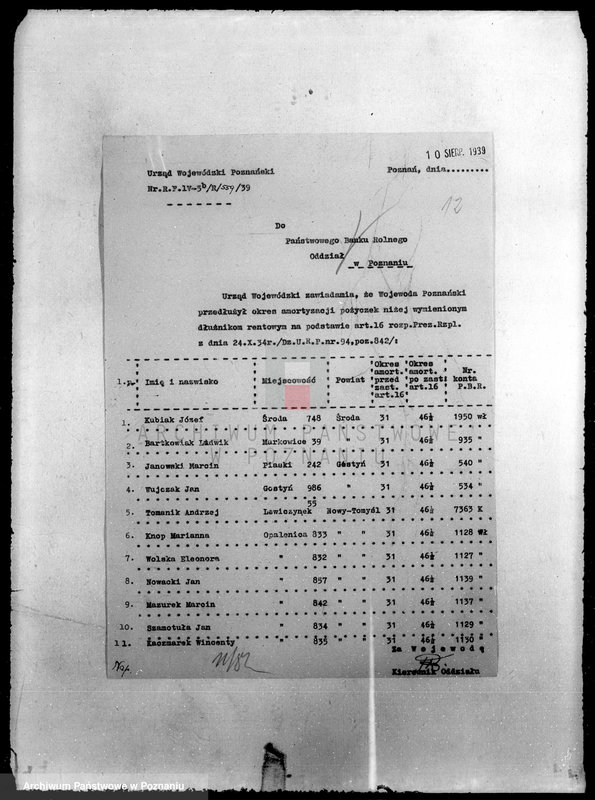 10 SIERP. 1939
Urząd Wojewódzki Poznański
Poznań, dnia.........
Nr.R.F.lV-5b/R/559/39
12
Do
Państwowego Banku Rolnego
Oddział
w Poznaniu
Urząd Wojewódzki zawiadania, że Wojewoda Poznański
przedłużył okres amortyzacji pożyczek niżej wymienionym
dłużnikom rentowym na podstawie art.16 rozp.Prez.Rzpl.
z dnia 24.X.34r./Dz.U.R.P.nr.94,poz.842/:
l.p. Imię i nazwisko Miejscowość Powiat Okres amort. przed zast. art.16 Okres amort. po zast. art.16 Nr. konta P.B.R.
1. Kubiak Józef Środa 748 Środa 31 46½ 1950 wł
2. Bartkowiak Ludwik Murkowice 39 " 31 46½ 935 "
3. Janowski Marcin Piaski 242 Gostyń 31 46½ 540 "
4. Wujczak Jan Gostyń 986 " 31 46½ 534 "
55
5. Tomanik Andrzej Lewiczynek Nowy-Tomyśl 31 46½ 7363 K
6. Knop Marianna Opalenica 833 " " 31 46½ 1128 wł
7. Wolska Eleonora " 832 " " 31 46½ 1127 "
8. Nowacki Jan " 857 " " 31 46½ 1139 "
9. Mazurek Marcin " 842 " " 31 46½ 1137 "
10. Szamotuła Jan " 834 " " 31 46½ 1129 "
11. Kaczmarek Wincenty " 835 " " 31 46½ 1130 "
Za Wojewodę
Kierownik Oddziału
ARCHIWUM PAŃSTWOWE
W POZNANIU
Archiwum Państwowe w Poznaniu